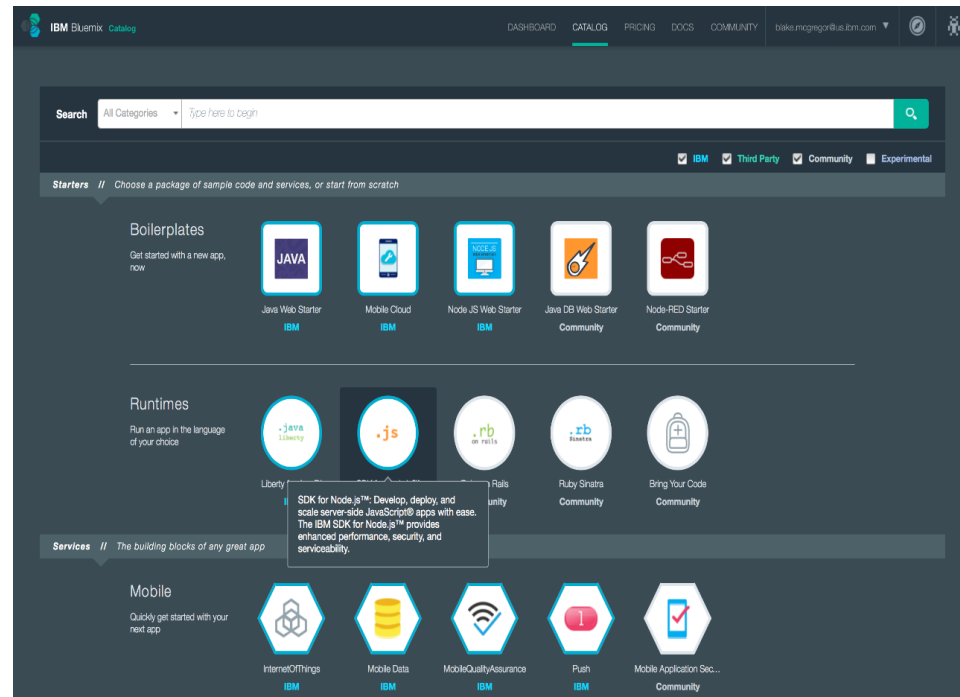 IBM Bluemix Catalog
DASHBOARD CATALOG PRICING DOCS COMMUNITY blake.mcgregor@us.ibm.com
Search All Categories Type here to begin
IBM Third Party Community Experimental
Starters // Choose a package of sample code and services, or start from scratch
Boilerplates
Get started with a new app,
now
JAVA
NODE.JS
Java Web Starter Mobile Cloud Node JS Web Starter Java DB Web Starter Node-RED Starter
IBM IBM IBM Community Community
Runtimes
Run an app in the language
of your choice
.java
liberty
.js
.rb
on rails
.rb
Sinatra
Liberty Rails Ruby Sinatra Bring Your Code
Community Community
SDK for Node.js™: Develop, deploy, and
scale server-side JavaScript® apps with ease.
The IBM SDK for Node.js™ provides
enhanced performance, security, and
serviceability.
Services // The building blocks of any great app
Mobile
Quickly get started with your
next app
1
InternetOfThings Mobile Data MobileQualityAssurance Push Mobile Application Sec...
IBM IBM IBM IBM Community